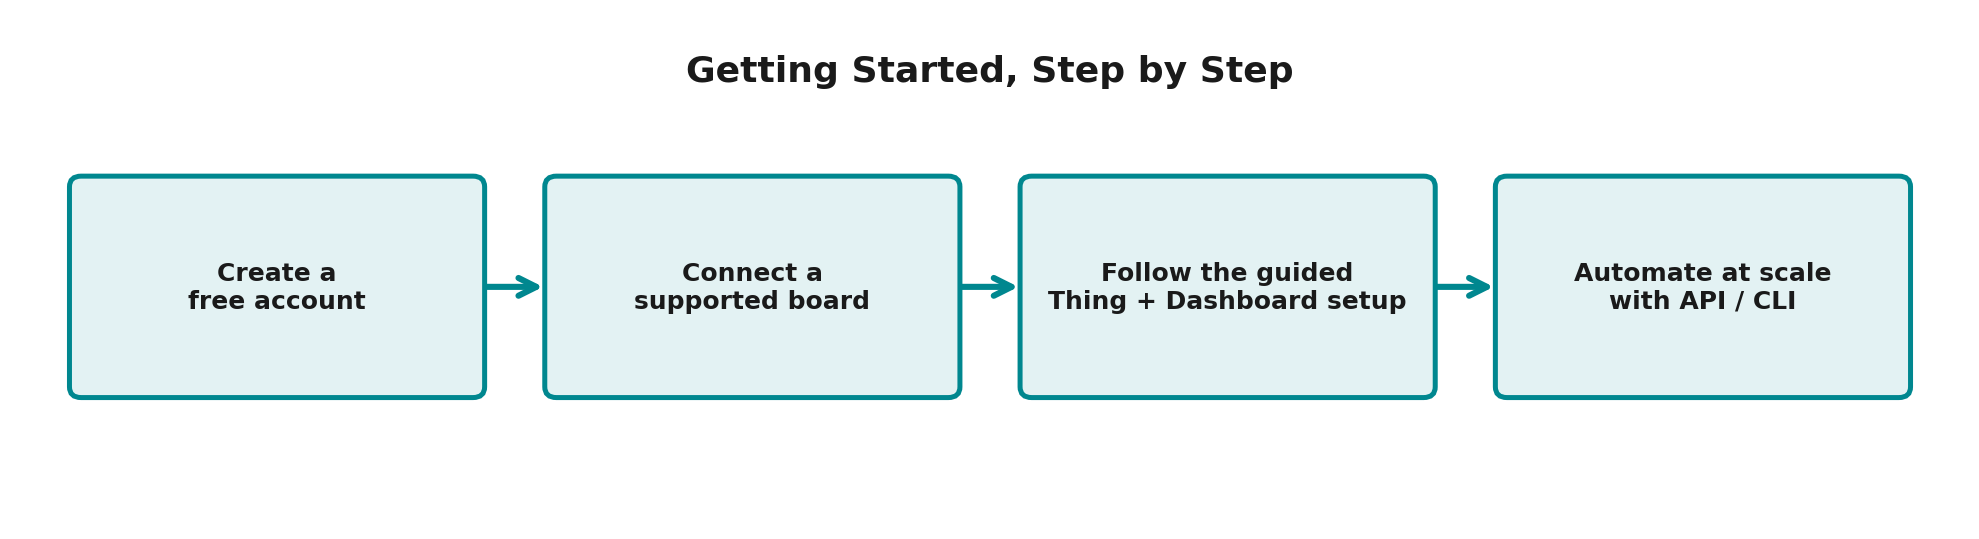 Getting Started, Step by Step
Create a
free account
Connect a
supported board
Follow the guided
Thing + Dashboard setup
Automate at scale
with API / CLI